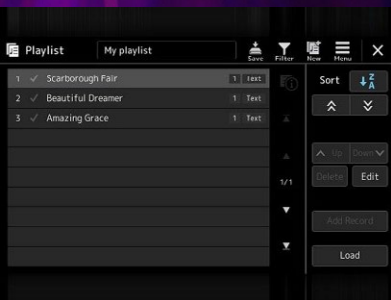 Playlist My playlist Save Filter New Menu
Sort
1 Scarborough Fair 1 Text
2 Beautiful Dreamer 1 Text
3 Amazing Grace 1 Text
Up Down
Delete Edit
1/1
Add Record
Load